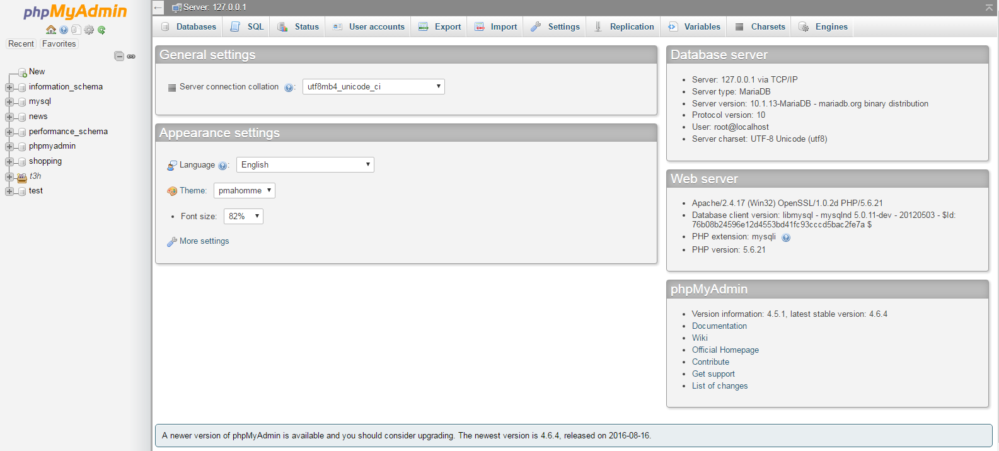 phpMyAdmin
Recent Favorites
New
information_schema
mysql
news
performance_schema
phpmyadmin
shopping
t3h
test
Server: 127.0.0.1
Databases SQL Status User accounts Export Import Settings Replication Variables Charsets Engines
General settings
Server connection collation : utf8mb4_unicode_ci
Appearance settings
Language : English
Theme: pmahomme
Font size: 82%
More settings
Database server
Server: 127.0.0.1 via TCP/IP
Server type: MariaDB
Server version: 10.1.13-MariaDB - mariadb.org binary distribution
Protocol version: 10
User: root@localhost
Server charset: UTF-8 Unicode (utf8)
Web server
Apache/2.4.17 (Win32) OpenSSL/1.0.2d PHP/5.6.21
Database client version: libmysql - mysqlnd 5.0.11-dev - 20120503 - $Id:
76b08b24596e12d4553bd41fc93cccd5bac2fe7a $
PHP extension: mysqli
PHP version: 5.6.21
phpMyAdmin
Version information: 4.5.1, latest stable version: 4.6.4
Documentation
Wiki
Official Homepage
Contribute
Get support
List of changes
A newer version of phpMyAdmin is available and you should consider upgrading. The newest version is 4.6.4, released on 2016-08-16.